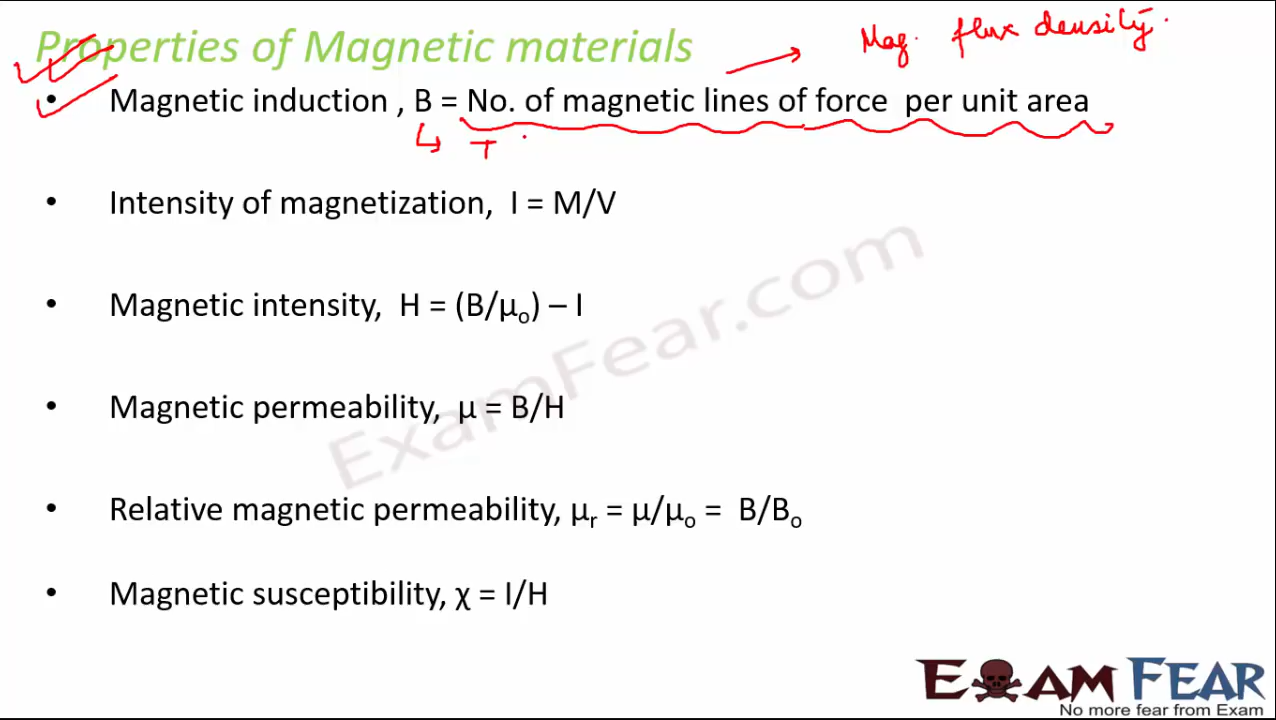 Properties of Magnetic materials
Mag. flux density.
• Magnetic induction , B = No. of magnetic lines of force per unit area
T
• Intensity of magnetization, I = M/V
• Magnetic intensity, H = (B/μₒ) – I
• Magnetic permeability, μ = B/H
• Relative magnetic permeability, μᵣ = μ/μₒ = B/Bₒ
• Magnetic susceptibility, χ = I/H
ExamFear.com
EXAM FEAR
No more fear from Exam